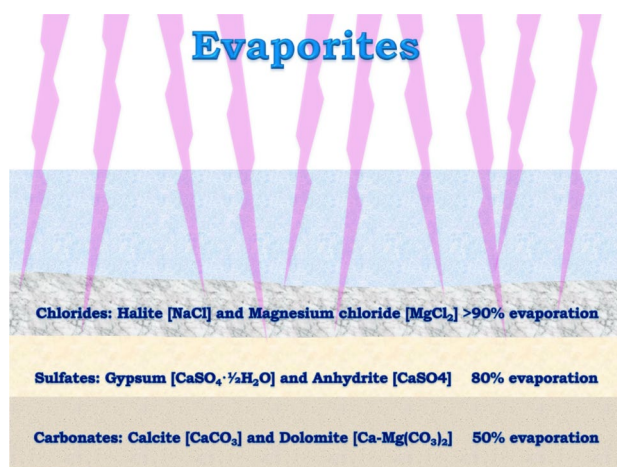 Evaporites
Chlorides: Halite [NaCl] and Magnesium chloride [MgCl₂] >90% evaporation
Sulfates: Gypsum [CaSO₄·½H₂O] and Anhydrite [CaSO4] 80% evaporation
Carbonates: Calcite [CaCO₃] and Dolomite [Ca-Mg(CO₃)₂] 50% evaporation